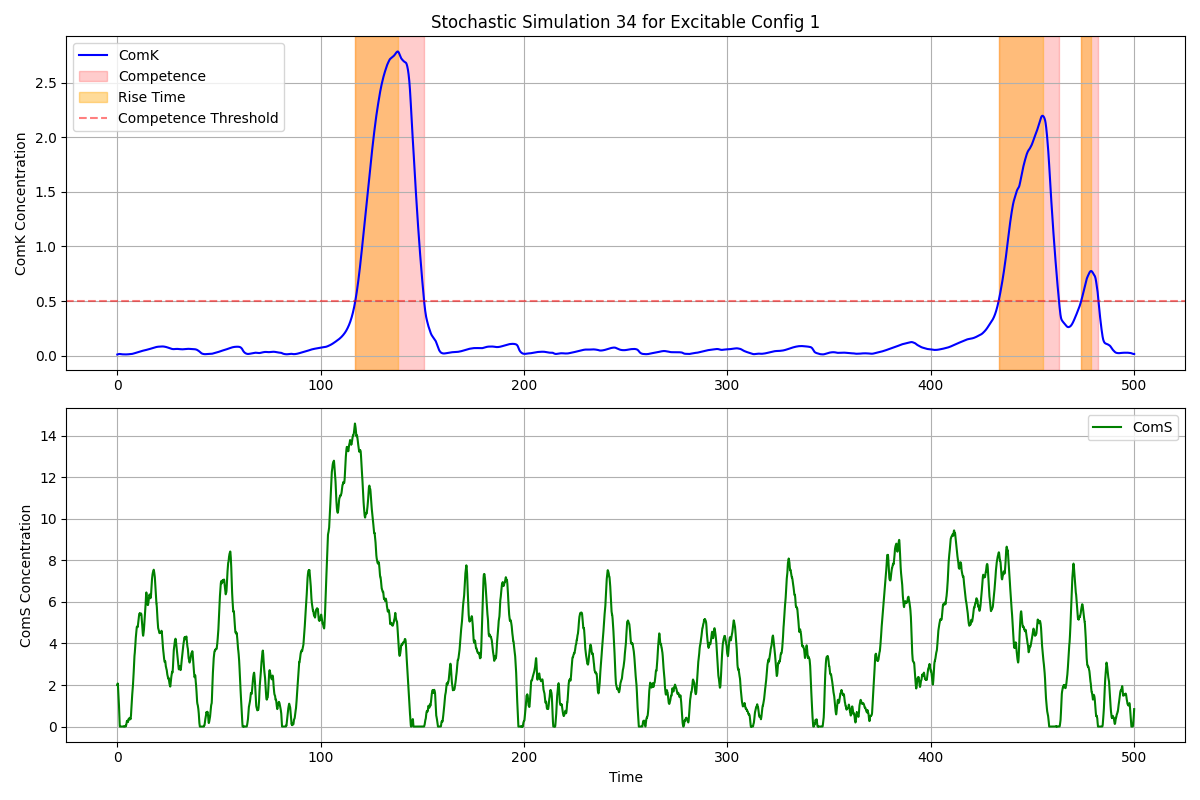 Stochastic Simulation 34 for Excitable Config 1
ComK
Competence
Rise Time
Competence Threshold
ComK Concentration
2.5
2.0
1.5
1.0
0.5
0.0
0 100 200 300 400 500
ComS
ComS Concentration
14
12
10
8
6
4
2
0
0 100 200 300 400 500
Time